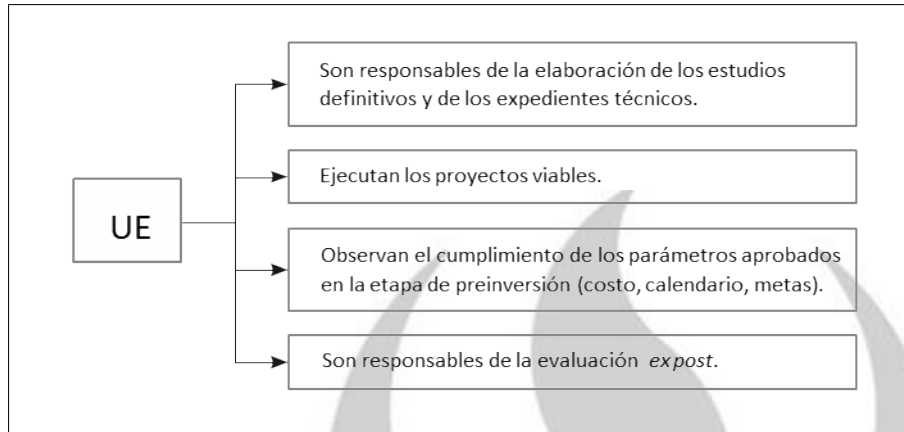 Son responsables de la elaboración de los estudios
definitivos y de los expedientes técnicos.
Ejecutan los proyectos viables.
UE
Observan el cumplimiento de los parámetros aprobados
en la etapa de preinversión (costo, calendario, metas).
Son responsables de la evaluación expost.